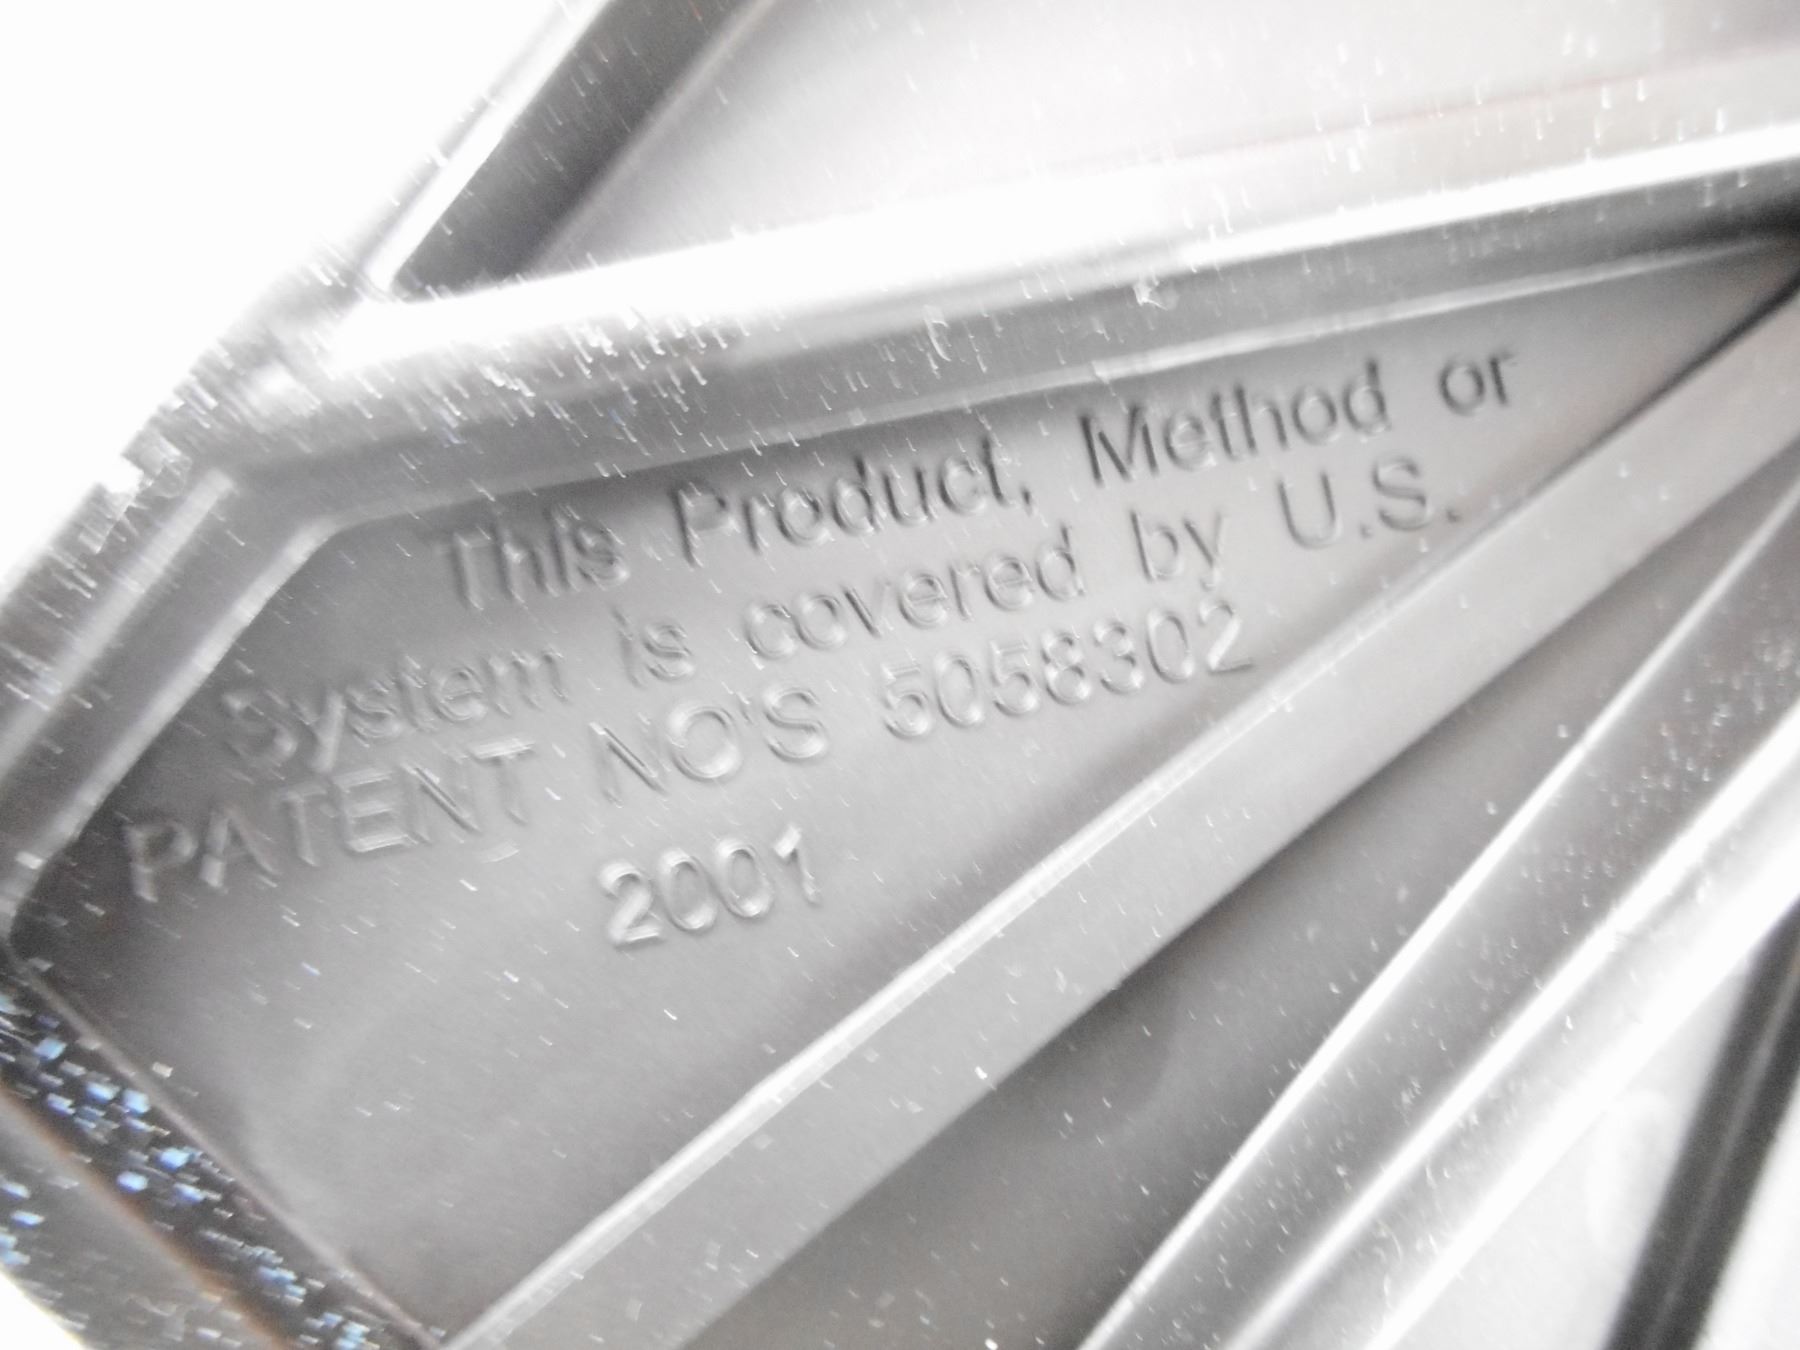 This Product, Method or
System is covered by U.S.
PATENT NO'S 5058302
2001